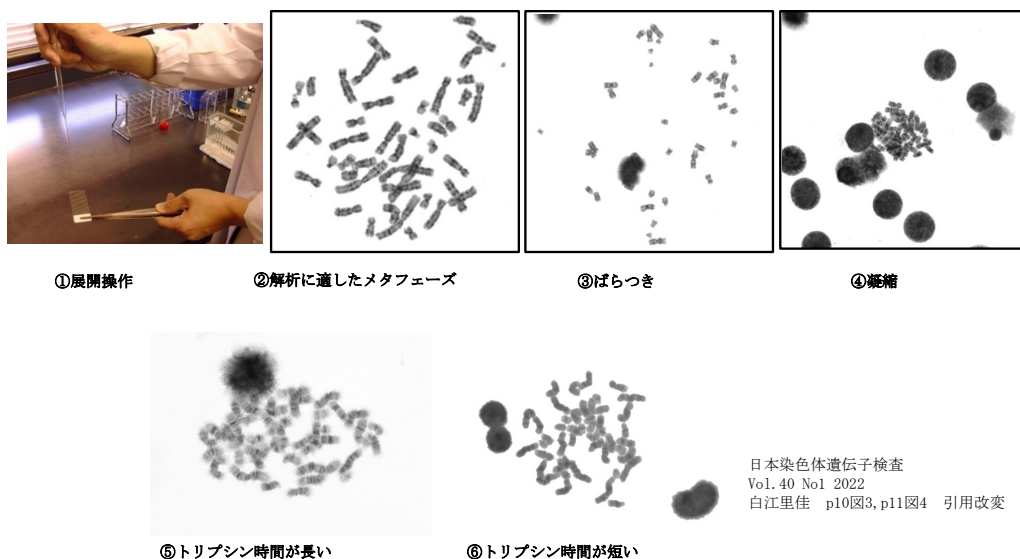 ①展開操作
②解析に適したメタフェーズ
③ばらつき
④凝縮
⑤トリプシン時間が長い
⑥トリプシン時間が短い
日本染色体遺伝子検査
Vol.40 No1 2022
白江里佳　p10図3,p11図4　引用改変